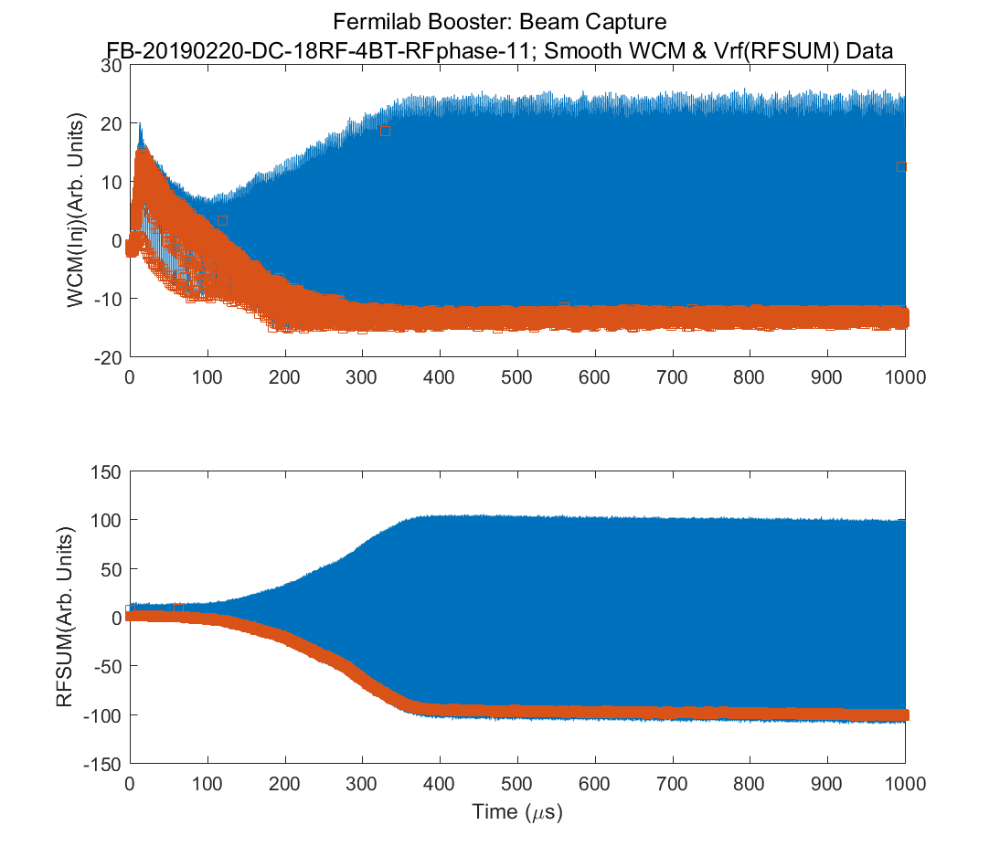 Fermilab Booster: Beam Capture
FB-20190220-DC-18RF-4BT-RFphase-11; Smooth WCM & Vrf(RFSUM) Data
WCM(Inj)(Arb. Units)
30
20
10
0
-10
-20
0 100 200 300 400 500 600 700 800 900 1000
RFSUM(Arb. Units)
150
100
50
0
-50
-100
-150
0 100 200 300 400 500 600 700 800 900 1000
Time (μs)